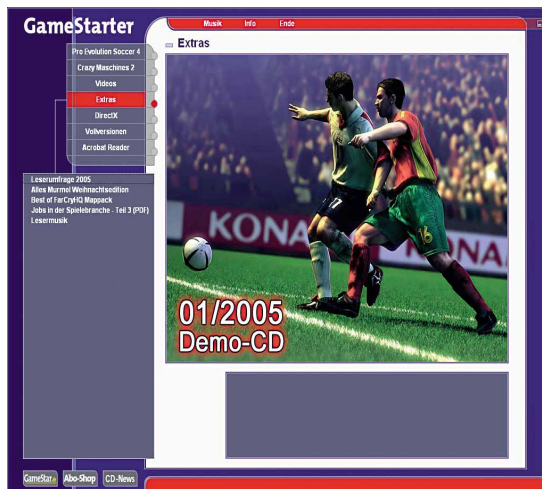 GameStarter
Musik Info Ende
Pro Evolution Soccer 4
Crazy Maschines 2
Videos
Extras
DirectX
Vollversionen
Acrobat Reader
Extras
Leserumfrage 2005
Alles Murmel Weihnachtsedition
Best of FarCryHQ Mappack
Jobs in der Spielebranche - Teil 3 (PDF)
Lesermusik
KONA
ONAMI
17
16
01/2005
Demo-CD
GameStar
Abo-Shop
CD-News